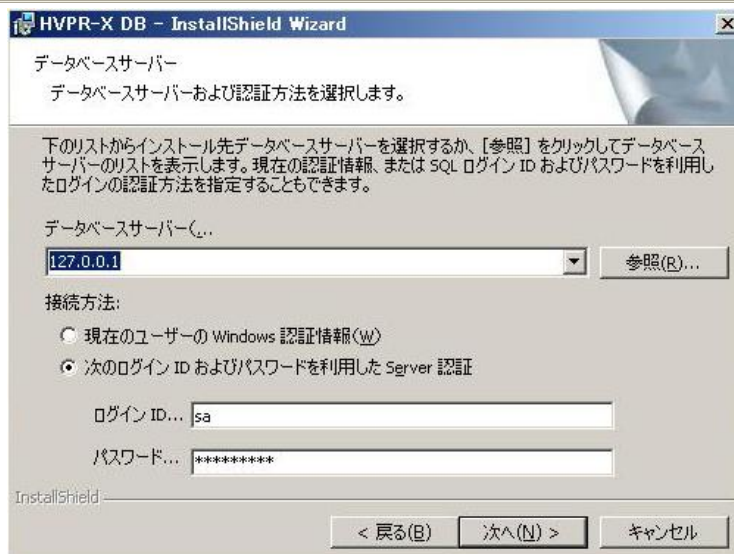 HVPR-X DB - InstallShield Wizard
データベースサーバー
データベースサーバーおよび認証方法を選択します。
下のリストからインストール先データベースサーバーを選択するか、[参照] をクリックしてデータベース
サーバーのリストを表示します。現在の認証情報、または SQL ログイン ID およびパスワードを利用し
たログインの認証方法を指定することもできます。
データベースサーバー(...
127.0.0.1
参照(R)...
接続方法:
現在のユーザーの Windows 認証情報(W)
次のログイン ID およびパスワードを利用した Server 認証
ログイン ID... sa
パスワード... *********
InstallShield
< 戻る(B) 次へ(N) > キャンセル